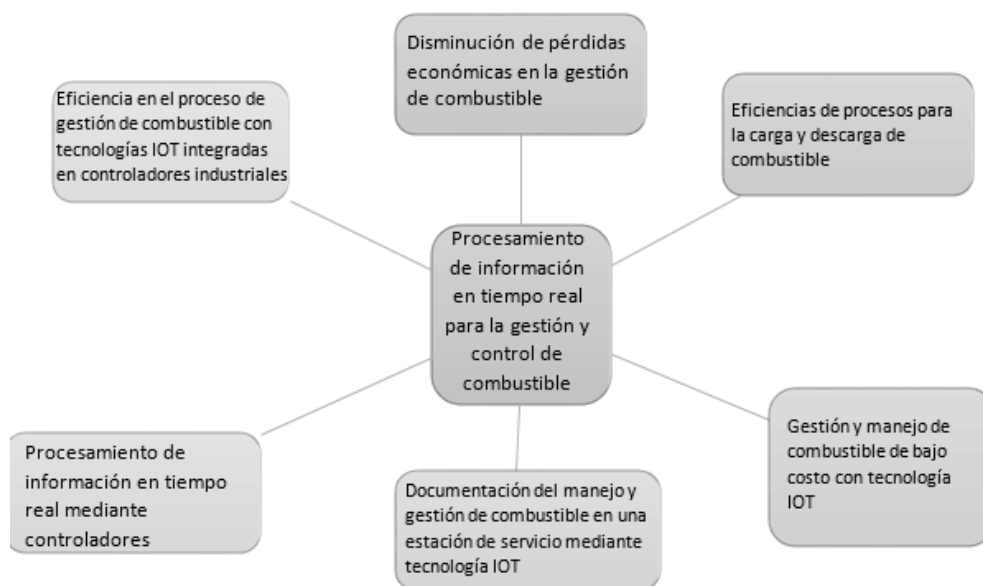 Disminución de pérdidas
económicas en la gestión
de combustible
Eficiencia en el proceso de
gestión de combustible con
tecnologías IOT integradas
en controladores industriales
Eficiencias de procesos para
la carga y descarga de
combustible
Procesamiento
de información
en tiempo real
para la gestión y
control de
combustible
Procesamiento de
información en tiempo
real mediante
controladores
Documentación del manejo y
gestión de combustible en una
estación de servicio mediante
tecnología IOT
Gestión y manejo de
combustible de bajo
costo con tecnología
IOT